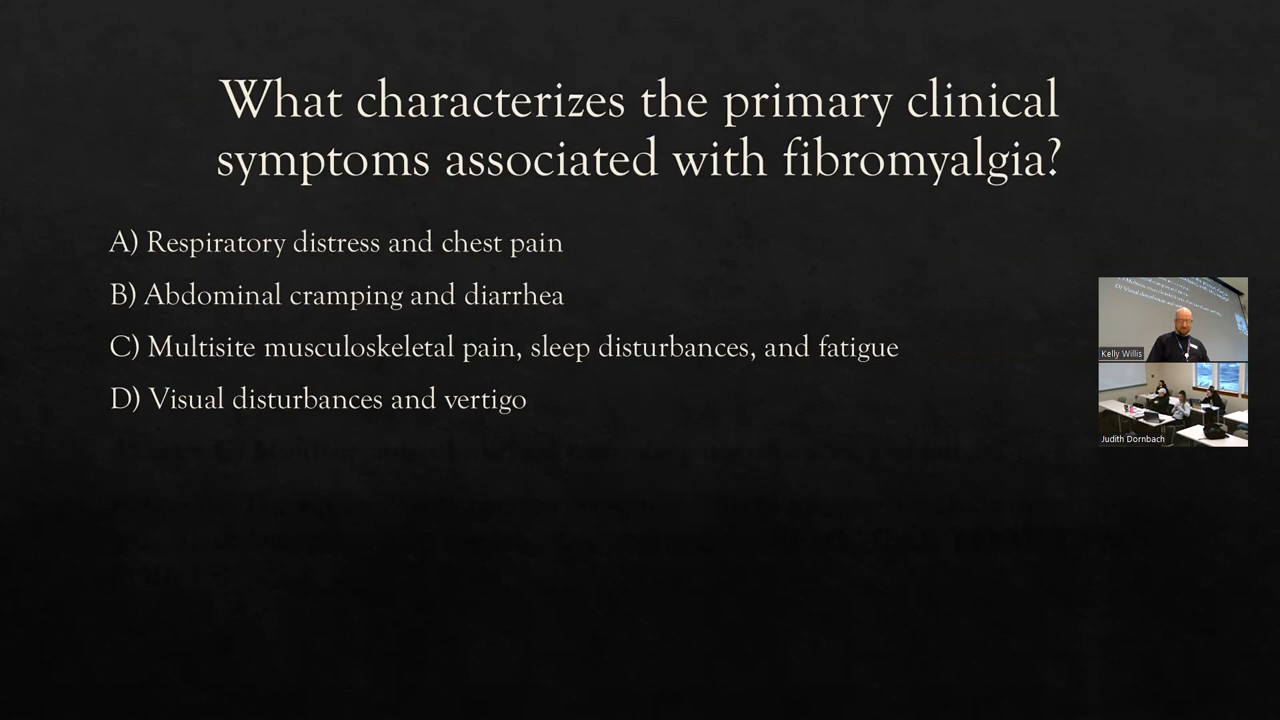 What characterizes the primary clinical
symptoms associated with fibromyalgia?
A) Respiratory distress and chest pain
B) Abdominal cramping and diarrhea
C) Multisite musculoskeletal pain, sleep disturbances, and fatigue
D) Visual disturbances and vertigo
Kelly Willis
Judith Dornbach